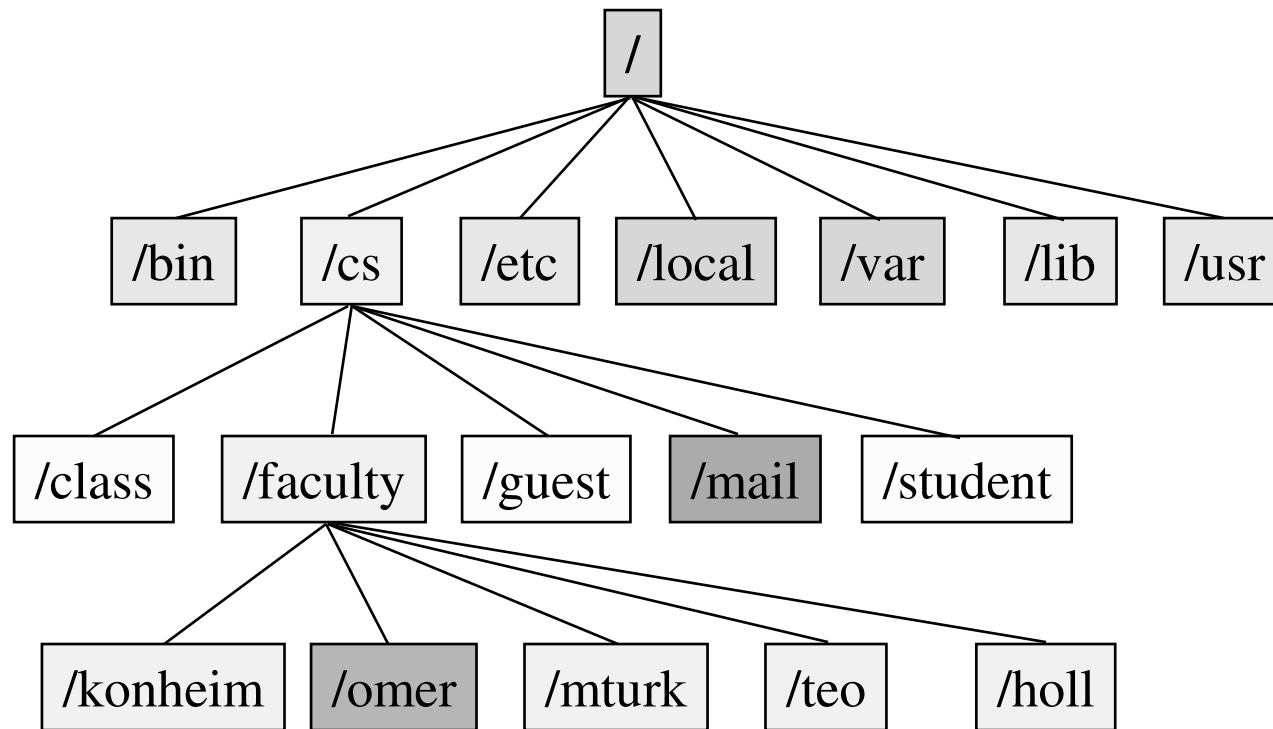 /
/bin /cs /etc /local /var /lib /usr
/class /faculty /guest /mail /student
/konheim /omer /mturk /teo /holl